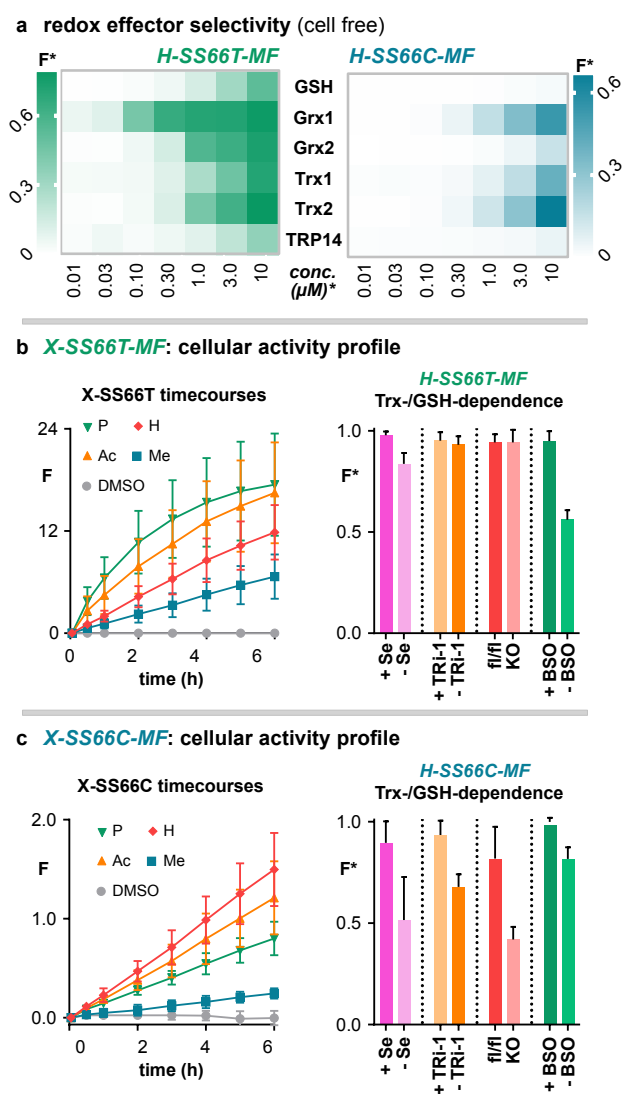 a redox effector selectivity (cell free)
F* H-SS66T-MF
H-SS66C-MF F*
0.6
0.3
0
GSH
Grx1
Grx2
Trx1
Trx2
TRP14
0.6
0.3
0
0.01 0.03 0.10 0.30 1.0 3.0 10
conc.
(µM)*
0.01 0.03 0.10 0.30 1.0 3.0 10
b X-SS66T-MF: cellular activity profile
X-SS66T timecourses
24
12
0
F
P H
Ac Me
DMSO
0 2 4 6
time (h)
H-SS66T-MF
Trx-/GSH-dependence
1.0
F*
0.5
0.0
+ Se
- Se
+ TRi-1
- TRi-1
fl/fl
KO
+ BSO
- BSO
c X-SS66C-MF: cellular activity profile
X-SS66C timecourses
2.0
F
1.0
0.0
P H
Ac Me
DMSO
0 2 4 6
time (h)
H-SS66C-MF
Trx-/GSH-dependence
1.0
F*
0.5
0.0
+ Se
- Se
+ TRi-1
- TRi-1
fl/fl
KO
+ BSO
- BSO